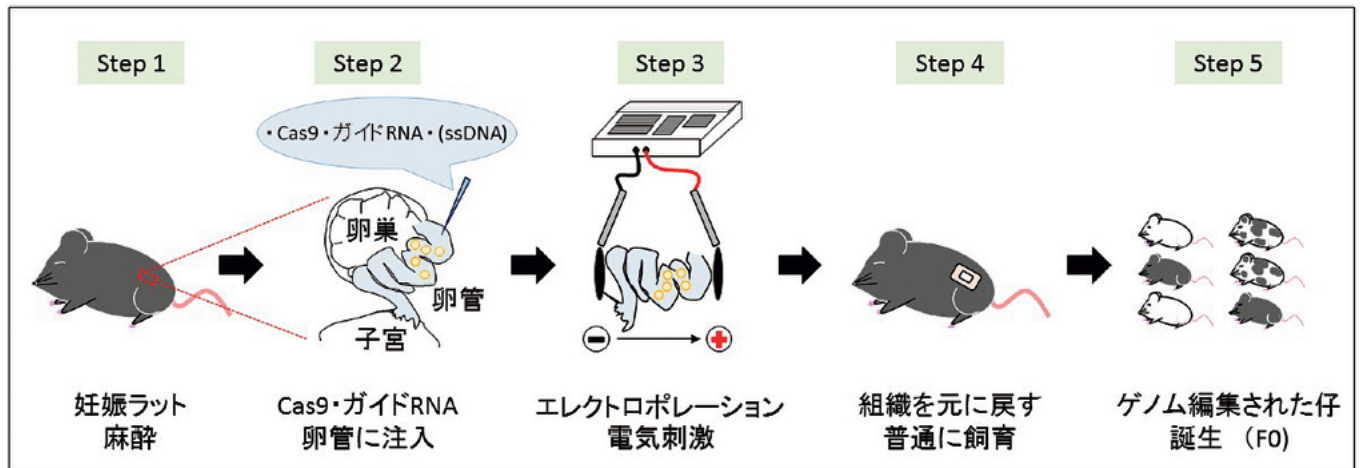 Step 1
Step 2
Step 3
Step 4
Step 5
・Cas9・ガイドRNA・(ssDNA)
卵巣
卵管
子宮
妊娠ラット
麻酔
Cas9・ガイドRNA
卵管に注入
エレクトロポレーション
電気刺激
組織を元に戻す
普通に飼育
ゲノム編集された仔
誕生 (F0)